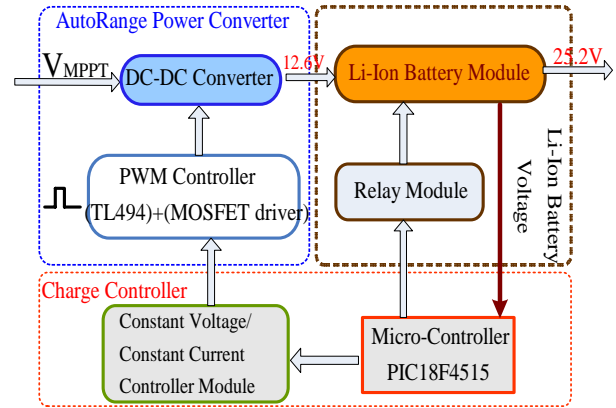 AutoRange Power Converter
VMPPT
DC-DC Converter
12.6V
Li-Ion Battery Module
25.2V
PWM Controller
(TL494)+(MOSFET driver)
Relay Module
Li-Ion Battery
Voltage
Charge Controller
Constant Voltage/
Constant Current
Controller Module
Micro-Controller
PIC18F4515